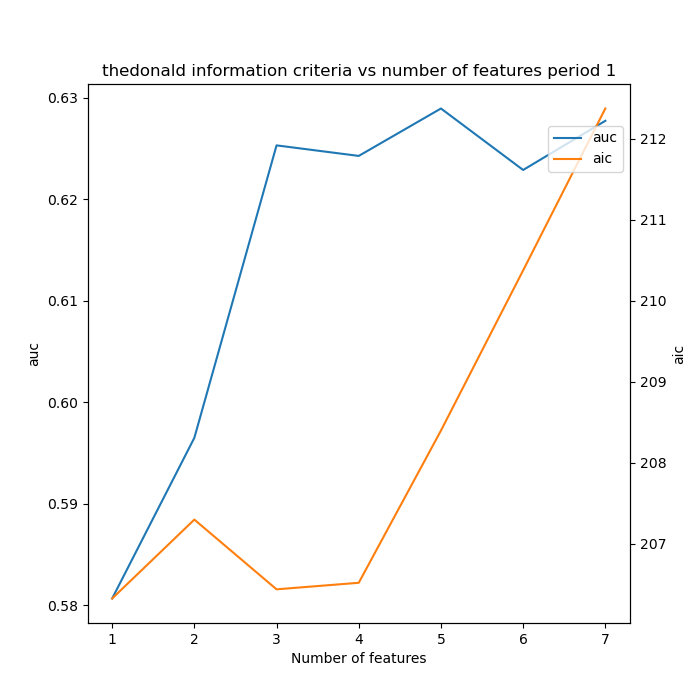 thedonald information criteria vs number of features period 1
0.63
0.62
0.61
0.60
0.59
0.58
auc
auc
aic
212
211
210
209
208
207
aic
1 2 3 4 5 6 7
Number of features